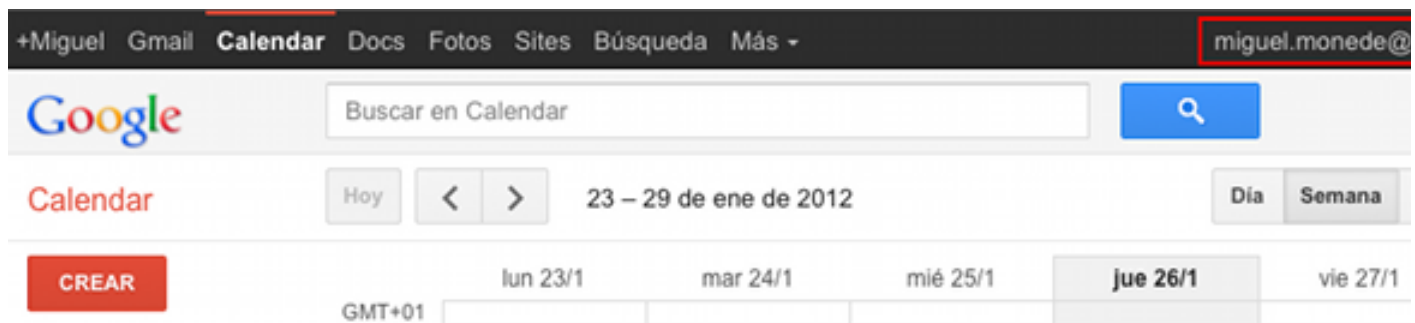 +Miguel Gmail Calendar Docs Fotos Sites Búsqueda Más miguel.monede@
Google Buscar en Calendar
Calendar Hoy 23 – 29 de ene de 2012 Día Semana
CREAR lun 23/1 mar 24/1 mié 25/1 jue 26/1 vie 27/1
GMT+01